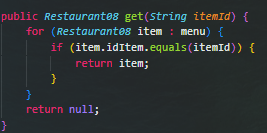 public Restaurant08 get(String itemId) {
    for (Restaurant08 item : menu) {
        if (item.idItem.equals(itemId)) {
            return item;
        }
    }
    return null;
}